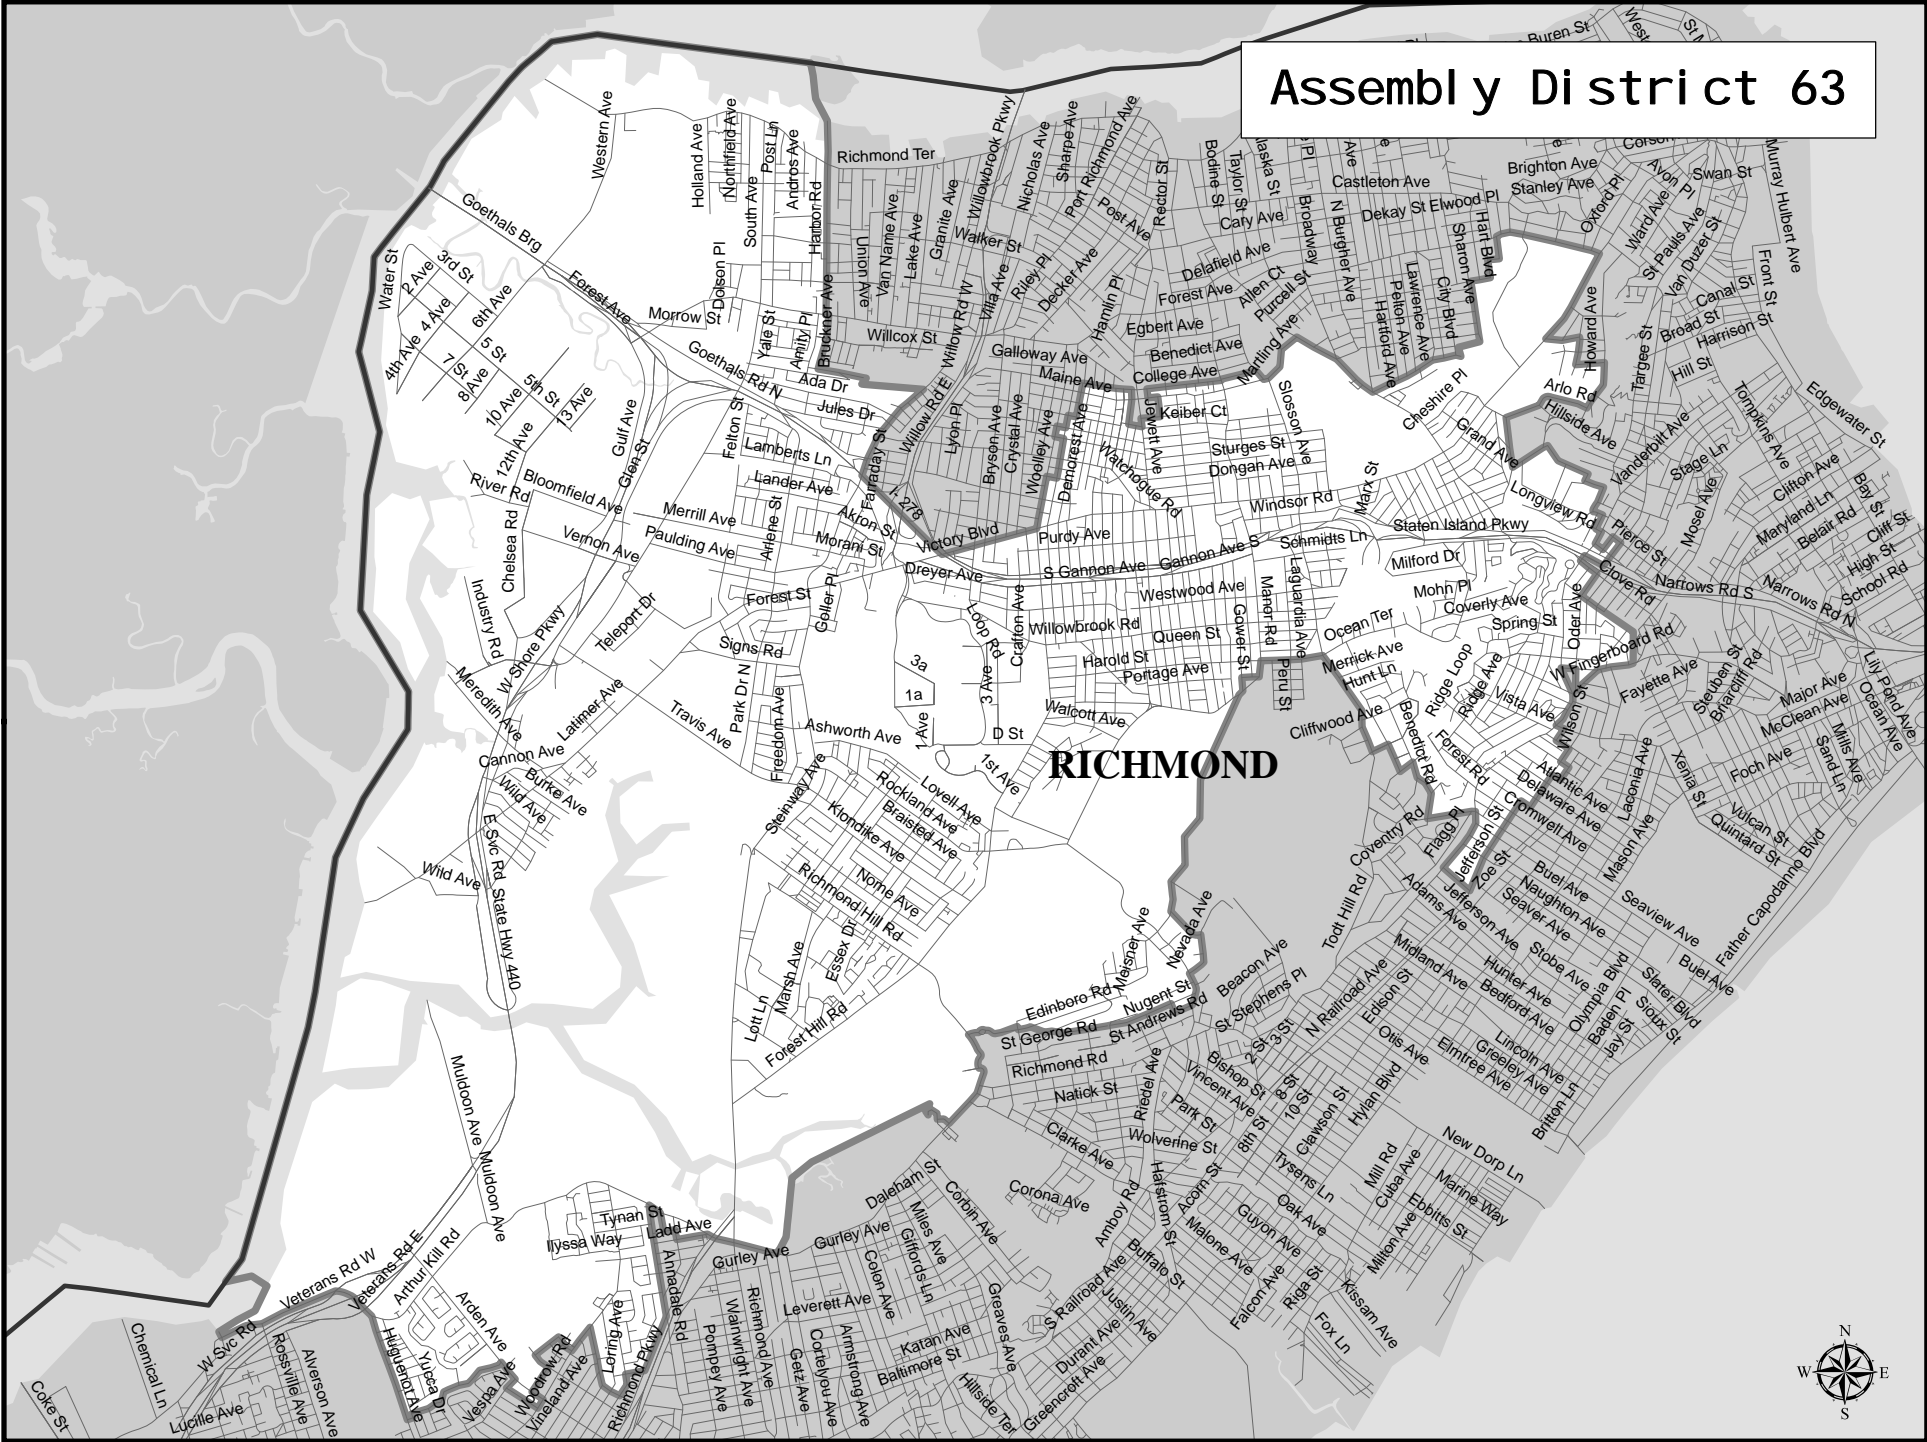 Assembly District 63
Buren St
Richmond Ter
Western Ave
Holland Ave
Northfield Ave
Post Ln
Andros Ave
South Ave
Harbor Rd
Dolson Pl
Union Ave
Van Name Ave
Lake Ave
Granite Ave
Willowbrook Pkwy
Nicholas Ave
Sharpe Ave
Port Richmond Ave
Walker St
Post Ave
Rector St
Bodine St
Taylor St
Cary Ave
Broadway
N Burgher Ave
Castleton Ave
Dekay St
Elwood Pl
Hart Blvd
Sharon Ave
Brighton Ave
Stanley Ave
Oxford Pl
Avon Pl
Swan St
Ward Ave
St Pauls Ave
Van Duzer St
Murray Hulbert Ave
Front St
Canal St
Broad St
Harrison St
Hill St
Targee St
Howard Ave
Goethals Brg
Water St
3rd St
2 Ave
4 Ave
6th Ave
4th Ave
5 St
7 St
8 Ave
5th St
10 Ave
13 Ave
12th Ave
Forest Ave
Morrow St
Yale St
Amity Pl
Bruckner Ave
Willcox St
Willow Rd W
Villa Ave
Riley Pl
Decker Ave
Hamlin Pl
Delafield Ave
Forest Ave
Allen Ct
Purcell St
Egbert Ave
Benedict Ave
College Ave
Martling Ave
Hartford Ave
Pelton Ave
Lawrence Ave
City Blvd
Galloway Ave
Maine Ave
Goethals Rd N
Ada Dr
Jules Dr
Felton St
Lamberts Ln
Lander Ave
Farraday St
Willow Rd E
Lyon Pl
Bryson Ave
Crystal Ave
Woolley Ave
Demorest Ave
Watchogue Rd
Jewett Ave
Keiber Ct
Sturges St
Dongan Ave
Slosson Ave
Windsor Rd
Marx St
Cheshire Pl
Grand Ave
Arlo Rd
Hillside Ave
Longview Rd
Vanderbilt Ave
Stage Ln
Tompkins Ave
Edgewater St
Clifton Ave
Bay St
Maryland Ln
Belair Rd
Cliff St
High St
School Rd
Mosel Ave
Pierce St
Gulf Ave
Glen St
River Rd
Bloomfield Ave
Chelsea Rd
Vernon Ave
Merrill Ave
Paulding Ave
Arlene St
Akron St
Morani St
I- 278
Victory Blvd
Purdy Ave
Dreyer Ave
S Gannon Ave
Gannon Ave S
Schmidts Ln
Staten Island Pkwy
Milford Dr
Mohn Pl
Coverly Ave
Spring St
Oder Ave
Clove Rd
Narrows Rd S
Narrows Rd N
Industry Rd
W Shore Pkwy
Teleport Dr
Forest St
Goller Pl
Signs Rd
Loop Rd
Crafton Ave
Willowbrook Rd
Westwood Ave
Queen St
Harold St
Portage Ave
Gower St
Manor Rd
Laguardia Ave
Ocean Ter
Merrick Ave
Hunt Ln
Peru St
Cliffwood Ave
Benedict Rd
Ridge Loop
Ridge Ave
Vista Ave
Forest Rd
W Fingerboard Rd
Wilson St
Fayette Ave
Steuben St
Briarcliff Rd
Major Ave
McClean Ave
Lily Pond Ave
Ocean Ave
Mills Ave
Sand Ln
Foch Ave
Xenia St
Laconia Ave
Vulcan St
Quintard St
Meredith Ave
Latimer Ave
Travis Ave
Park Dr N
Freedom Ave
Ashworth Ave
3a
1a
1 Ave
3 Ave
D St
Walcott Ave
1st Ave
RICHMOND
Cannon Ave
Burke Ave
Wild Ave
Steinway Ave
Klondike Ave
Rockland Ave
Lovell Ave
Braisted Ave
Nome Ave
Richmond Hill Rd
Essex Dr
Marsh Ave
Lott Ln
Forest Hill Rd
E Svc Rd
State Hwy 440
Wild Ave
Atlantic Ave
Delaware Ave
Cromwell Ave
Coventry Rd
Flagg Pl
Jefferson St
Zoe St
Mason Ave
Buel Ave
Naughton Ave
Seaver Ave
Seaview Ave
Father Capodanno Blvd
Adams Ave
Jefferson Ave
Todt Hill Rd
Midland Ave
Hunter Ave
Bedford Ave
Stobe Ave
Olympia Blvd
Baden Pl
Jay St
Slater Blvd
Sioux St
Buel Ave
Meisner Ave
Nevada Ave
Edinboro Rd
Nugent St
St George Rd
St Andrews Rd
Beacon Ave
St Stephens Pl
N Railroad Ave
Edison St
Otis Ave
Lincoln Ave
Greeley Ave
Elmtree Ave
Britton Ln
Richmond Rd
Natick St
Riedel Ave
Bishop St
Vincent Ave
2 St
3 St
8 St
10 St
8th St
Park St
Clawson St
Hylan Blvd
Clarke Ave
Wolverine St
Hafstrom St
Acorn St
Tysens Ln
Mill Rd
Cuba Ave
New Dorp Ln
Marine Way
Ebbitts St
Milton Ave
Oak Ave
Guyon Ave
Malone Ave
Buffalo St
Amboy Rd
Corona Ave
S Railroad Ave
Justin Ave
Durant Ave
Greencroft Ave
Falcon Ave
Riga St
Fox Ln
Kissam Ave
Muldoon Ave
Muldoon Ave
Arthur Kill Rd
Veterans Rd E
Veterans Rd W
W Svc Rd
Tynan St
Ilyssa Way
Ladd Ave
Annadale Rd
Gurley Ave
Gurley Ave
Daleham St
Corbin Ave
Miles Ave
Giffords Ln
Colon Ave
Greaves Ave
Leverett Ave
Katan Ave
Baltimore St
Hillside Ter
Armstrong Ave
Cortelyou Ave
Getz Ave
Richmond Ave
Wainwright Ave
Pompey Ave
Richmond Pkwy
Loring Ave
Vineland Ave
Woodrow Rd
Vespa Ave
Arden Ave
Yucca Dr
Huguenot Ave
Alverson Ave
Rossville Ave
Lucille Ave
Chemical Ln
Coke St
N
W
E
S